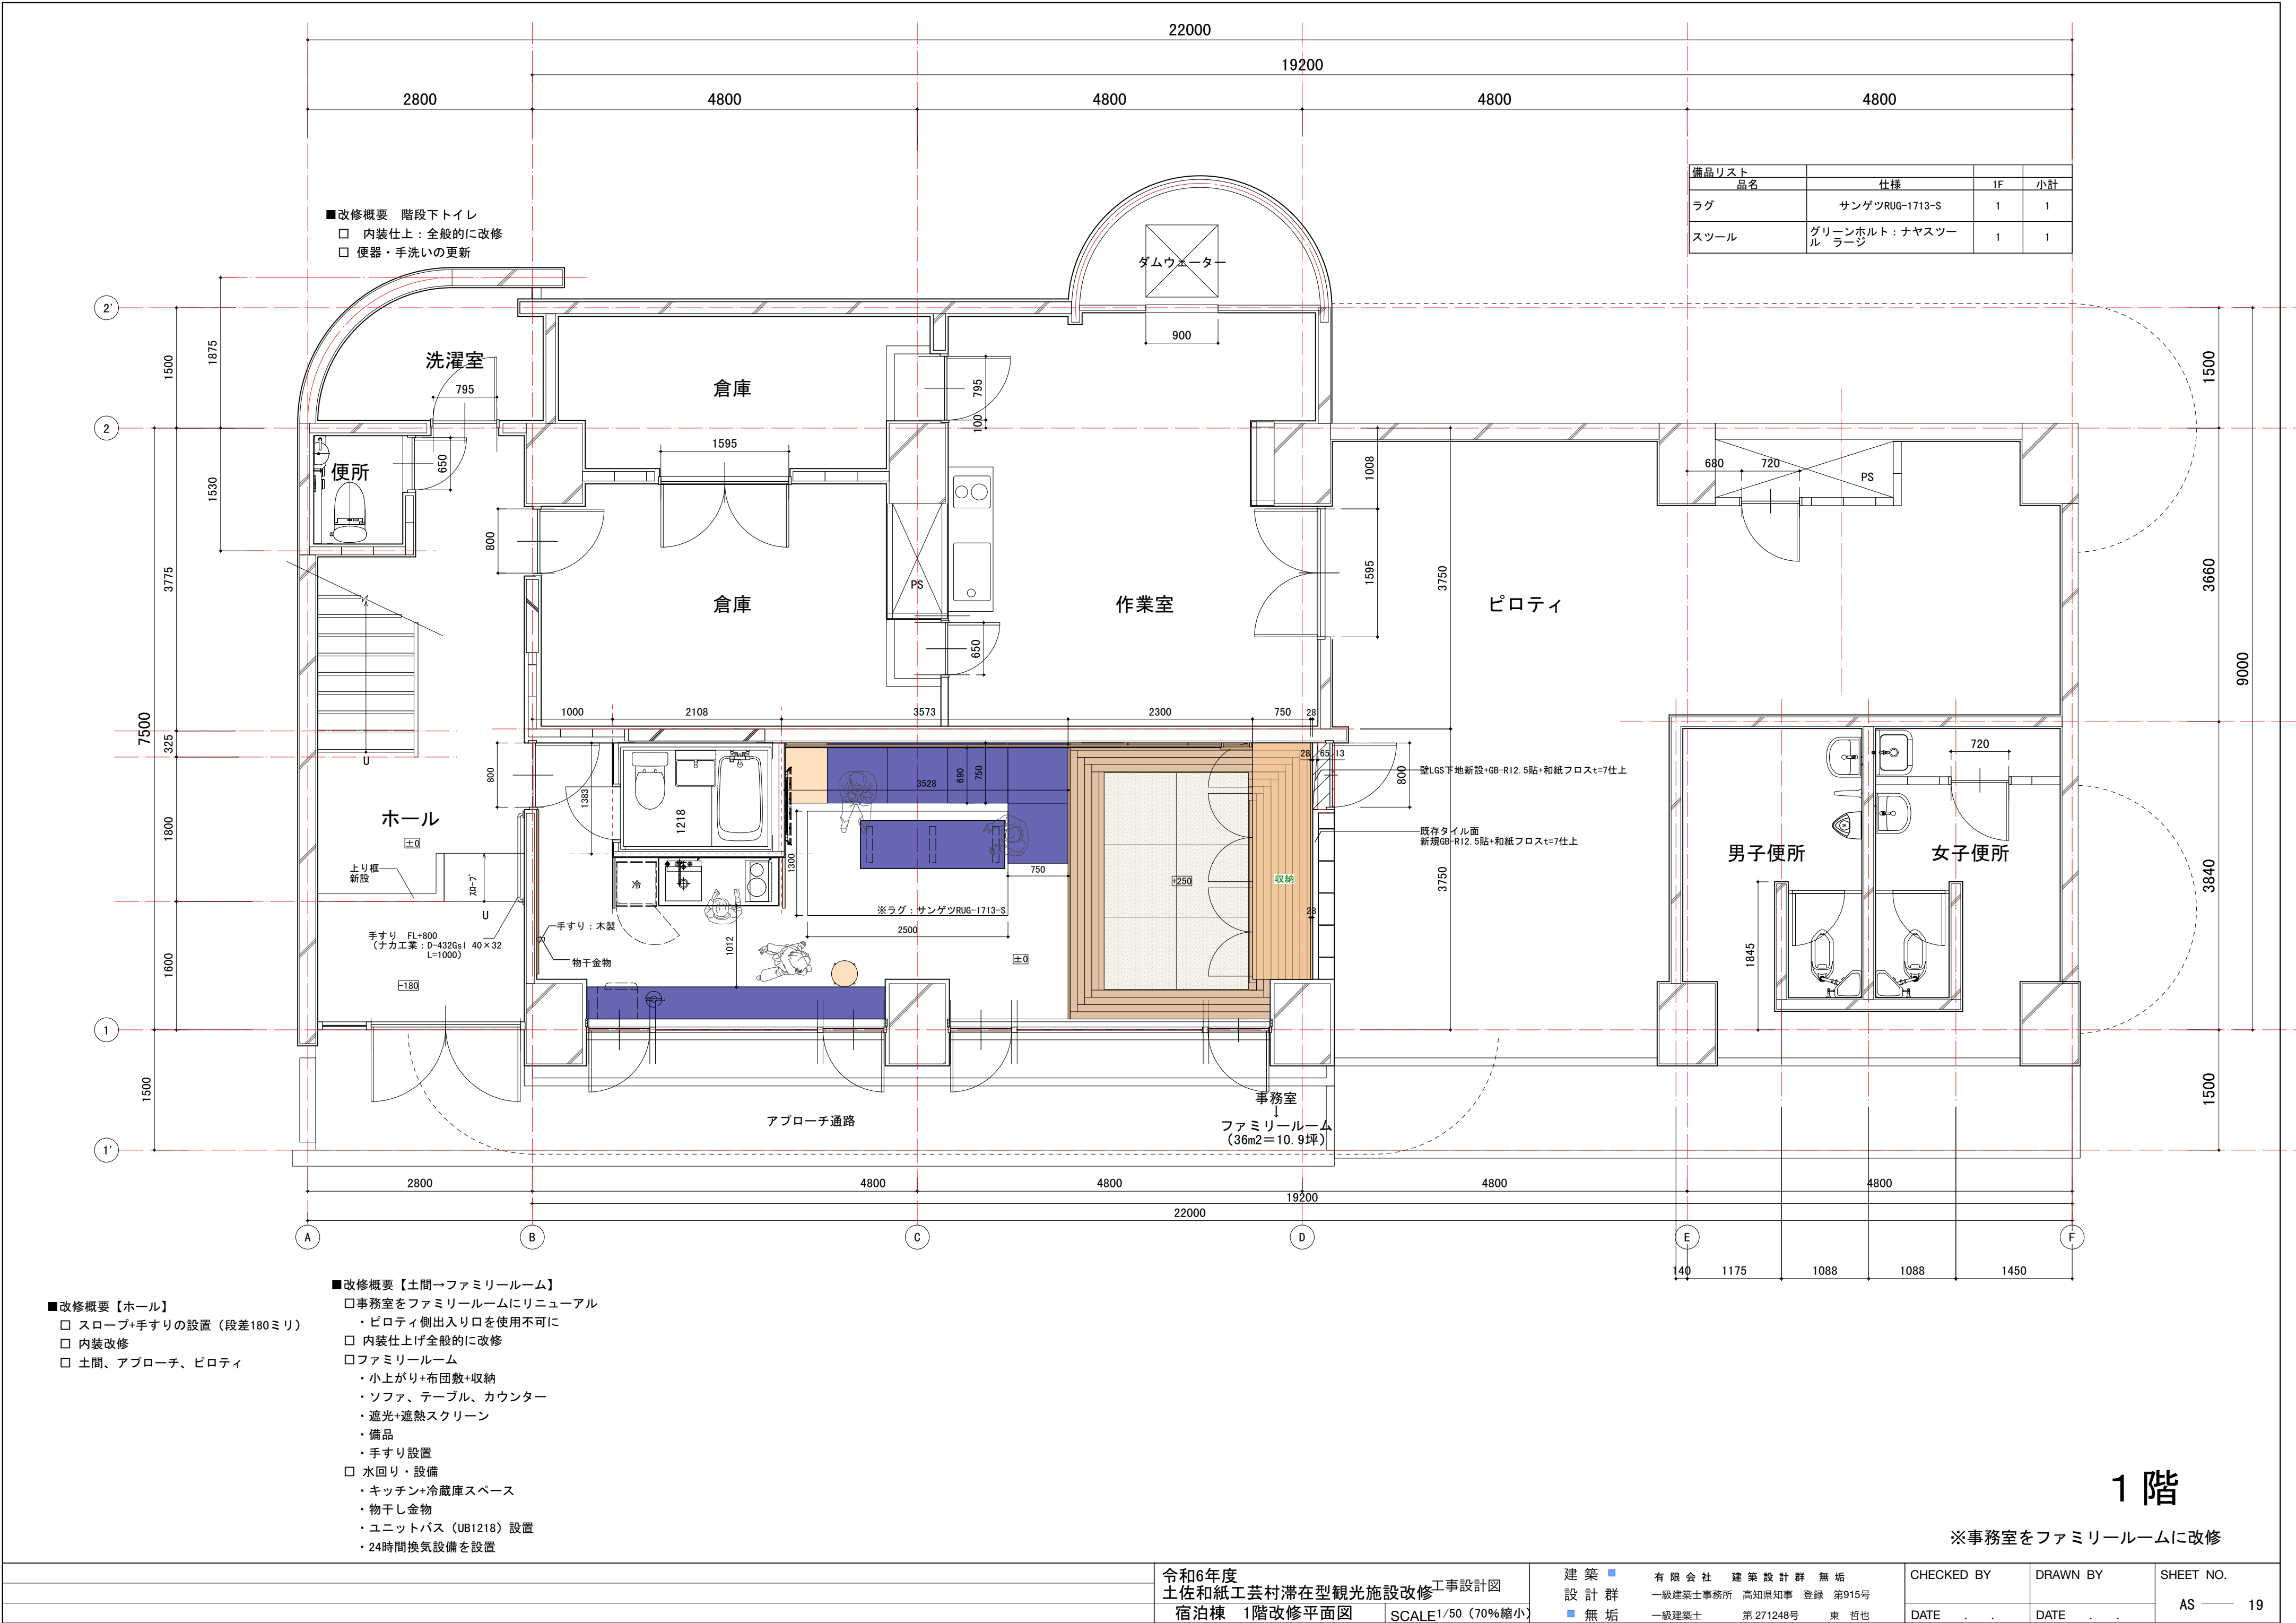 22000
19200
2800
4800
4800
4800
4800
備品リスト
品名 仕様 1F 小計
ラグ サンゲツRUG-1713-S 1 1
スツール グリーンホルト：ナヤスツー
ル　ラージ 1 1
■改修概要　階段下トイレ
□　内装仕上：全般的に改修
□ 便器・手洗いの更新
ダムウェーター
900
2'
2
1
1'
1500
1875
1530
3775
7500
325
1800
1600
1500
洗濯室
795
倉庫
795
100
1595
便所
650
800
倉庫
PS
650
作業室
1008
1595
3750
ピロティ
680
720
PS
1500
3660
9000
3840
1500
1000
2108
3573
2300
750
28
U
800
1383
1218
3528
690
750
28
65
13
800
壁LGS下地新設+GB-R12.5貼+和紙フロスt=7仕上
既存タイル面
新規GB-R12.5貼+和紙フロスt=7仕上
720
ホール
±0
上り框
新設
スロープ
U
手すり　FL+800
（ナカ工業：D-432Gsl 40×32
L=1000）
-180
冷
1300
750
※ラグ：サンゲツRUG-1713-S
2500
手すり：木製
物干金物
1012
±0
+250
収納
28
3750
男子便所
女子便所
1845
アプローチ通路
事務室
↓
ファミリールーム
（36m2＝10.9坪）
2800
4800
4800
4800
4800
19200
22000
A
B
C
D
E
F
140
1175
1088
1088
1450
■改修概要【ホール】
□ スロープ+手すりの設置（段差180ミリ）
□ 内装改修
□ 土間、アプローチ、ピロティ
■改修概要【土間→ファミリールーム】
□事務室をファミリールームにリニューアル
・ピロティ側出入り口を使用不可に
□ 内装仕上げ全般的に改修
□ファミリールーム
・小上がり+布団敷+収納
・ソファ、テーブル、カウンター
・遮光+遮熱スクリーン
・備品
・手すり設置
□ 水回り・設備
・キッチン+冷蔵庫スペース
・物干し金物
・ユニットバス（UB1218）設置
・24時間換気設備を設置
1階
※事務室をファミリールームに改修
令和6年度
土佐和紙工芸村滞在型観光施設改修工事設計図
宿泊棟　1階改修平面図
SCALE 1/50（70%縮小）
建築
設計群
無垢
有限会社　建築設計群　無垢
一級建築士事務所　高知県知事　登録　第915号
一級建築士　第271248号　東　哲也
CHECKED BY
DATE . .
DRAWN BY
DATE . .
SHEET NO.
AS — 19